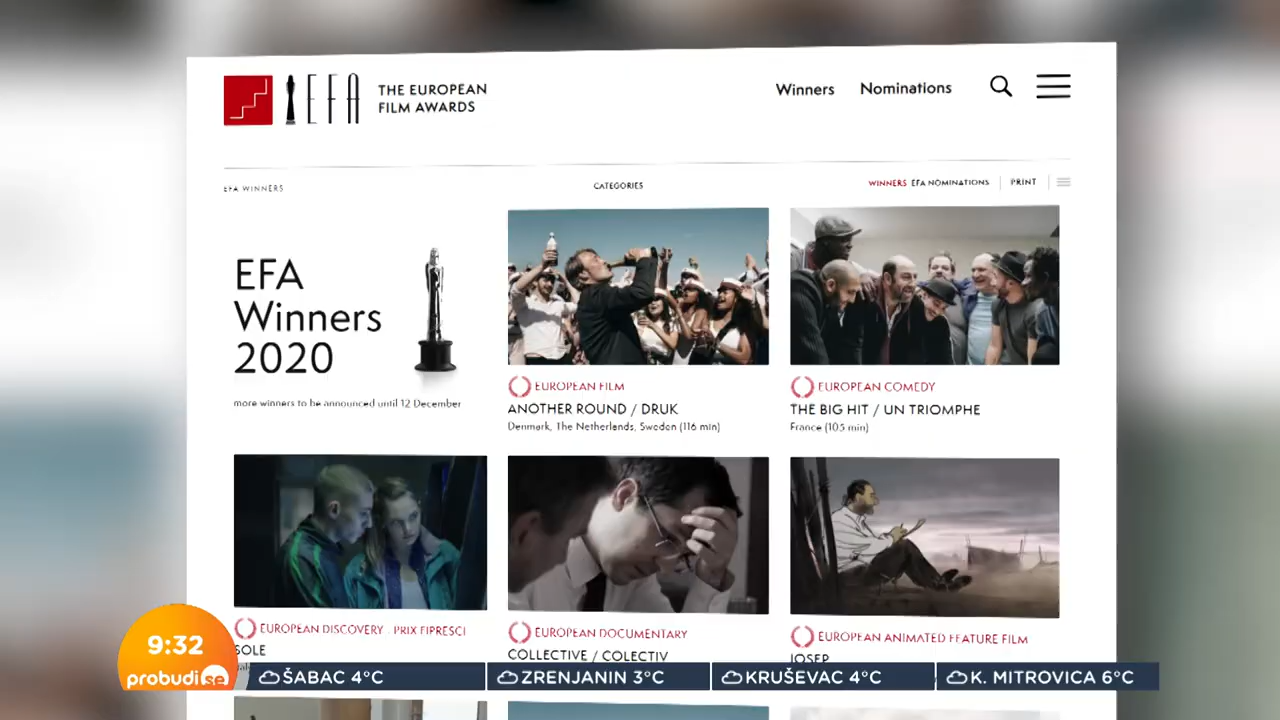 EFA
THE EUROPEAN
FILM AWARDS
Winners
Nominations
EFA WINNERS
CATEGORIES
WINNERS EFA NOMINATIONS
PRINT
EFA
Winners
2020
more winners to be announced until 12 December
EUROPEAN FILM
ANOTHER ROUND / DRUK
Denmark, The Netherlands, Sweden (116 min)
EUROPEAN COMEDY
THE BIG HIT / UN TRIOMPHE
France (105 min)
EUROPEAN DISCOVERY - PRIX FIPRESCI
SOLE
EUROPEAN DOCUMENTARY
COLLECTIVE / COLECTIV
EUROPEAN ANIMATED FEATURE FILM
JOSEP
9:32
probudi se
ŠABAC 4°C
ZRENJANIN 3°C
KRUŠEVAC 4°C
K. MITROVICA 6°C